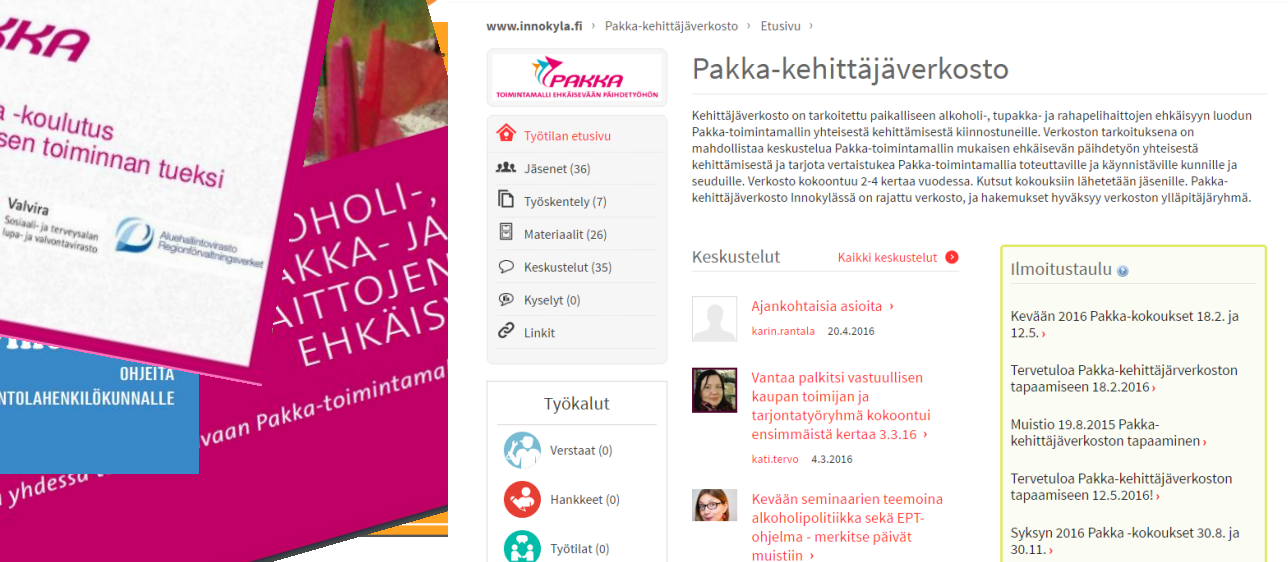 KKA
-koulutus
sen toiminnan tueksi
Valvira
Sosiaali- ja terveysalan
lupa- ja valvontavirasto
Aluehallintovirasto
Regionförvaltningsverket
OHJEITA
NTOLAHENKILÖKUNNALLE
OHOLI-,
AKKA- JA
AITTOJEN
EHKÄIS
vaan Pakka-toimintama
yhdessä
www.innokyla.fi › Pakka-kehittäjäverkosto › Etusivu ›
PAKKA
TOIMINTAMALLI EHKÄISEVÄÄN PÄIHDETYÖHÖN
Työtilan etusivu
Jäsenet (36)
Työskentely (7)
Materiaalit (26)
Keskustelut (35)
Kyselyt (0)
Linkit
Työkalut
Verstaat (0)
Hankkeet (0)
Työtilat (0)
Pakka-kehittäjäverkosto
Kehittäjäverkosto on tarkoitettu paikalliseen alkoholi-, tupakka- ja rahapelihaittojen ehkäisyyn luodun
Pakka-toimintamallin yhteisestä kehittämisestä kiinnostuneille. Verkoston tarkoituksena on
mahdollistaa keskustelua Pakka-toimintamallin mukaisen ehkäisevän päihdetyön yhteisestä
kehittämisestä ja tarjota vertaistukea Pakka-toimintamallia toteuttaville ja käynnistäville kunnille ja
seuduille. Verkosto kokoontuu 2-4 kertaa vuodessa. Kutsut kokouksiin lähetetään jäsenille. Pakka-
kehittäjäverkosto Innokylässä on rajattu verkosto, ja hakemukset hyväksyy verkoston ylläpitäjäryhmä.
Keskustelut Kaikki keskustelut
Ajankohtaisia asioita ›
karin.rantala 20.4.2016
Vantaa palkitsi vastuullisen
kaupan toimijan ja
tarjontatyöryhmä kokoontui
ensimmäistä kertaa 3.3.16 ›
kati.tervo 4.3.2016
Kevään seminaarien teemoina
alkoholipolitiikka sekä EPT-
ohjelma - merkitse päivät
muistiin ›
Ilmoitustaulu
Kevään 2016 Pakka-kokoukset 18.2. ja
12.5. ›
Tervetuloa Pakka-kehittäjärverkoston
tapaamiseen 18.2.2016 ›
Muistio 19.8.2015 Pakka-
kehittäjäverkoston tapaaminen ›
Tervetuloa Pakka-kehittäjäverkoston
tapaamiseen 12.5.2016! ›
Syksyn 2016 Pakka -kokoukset 30.8. ja
30.11. ›